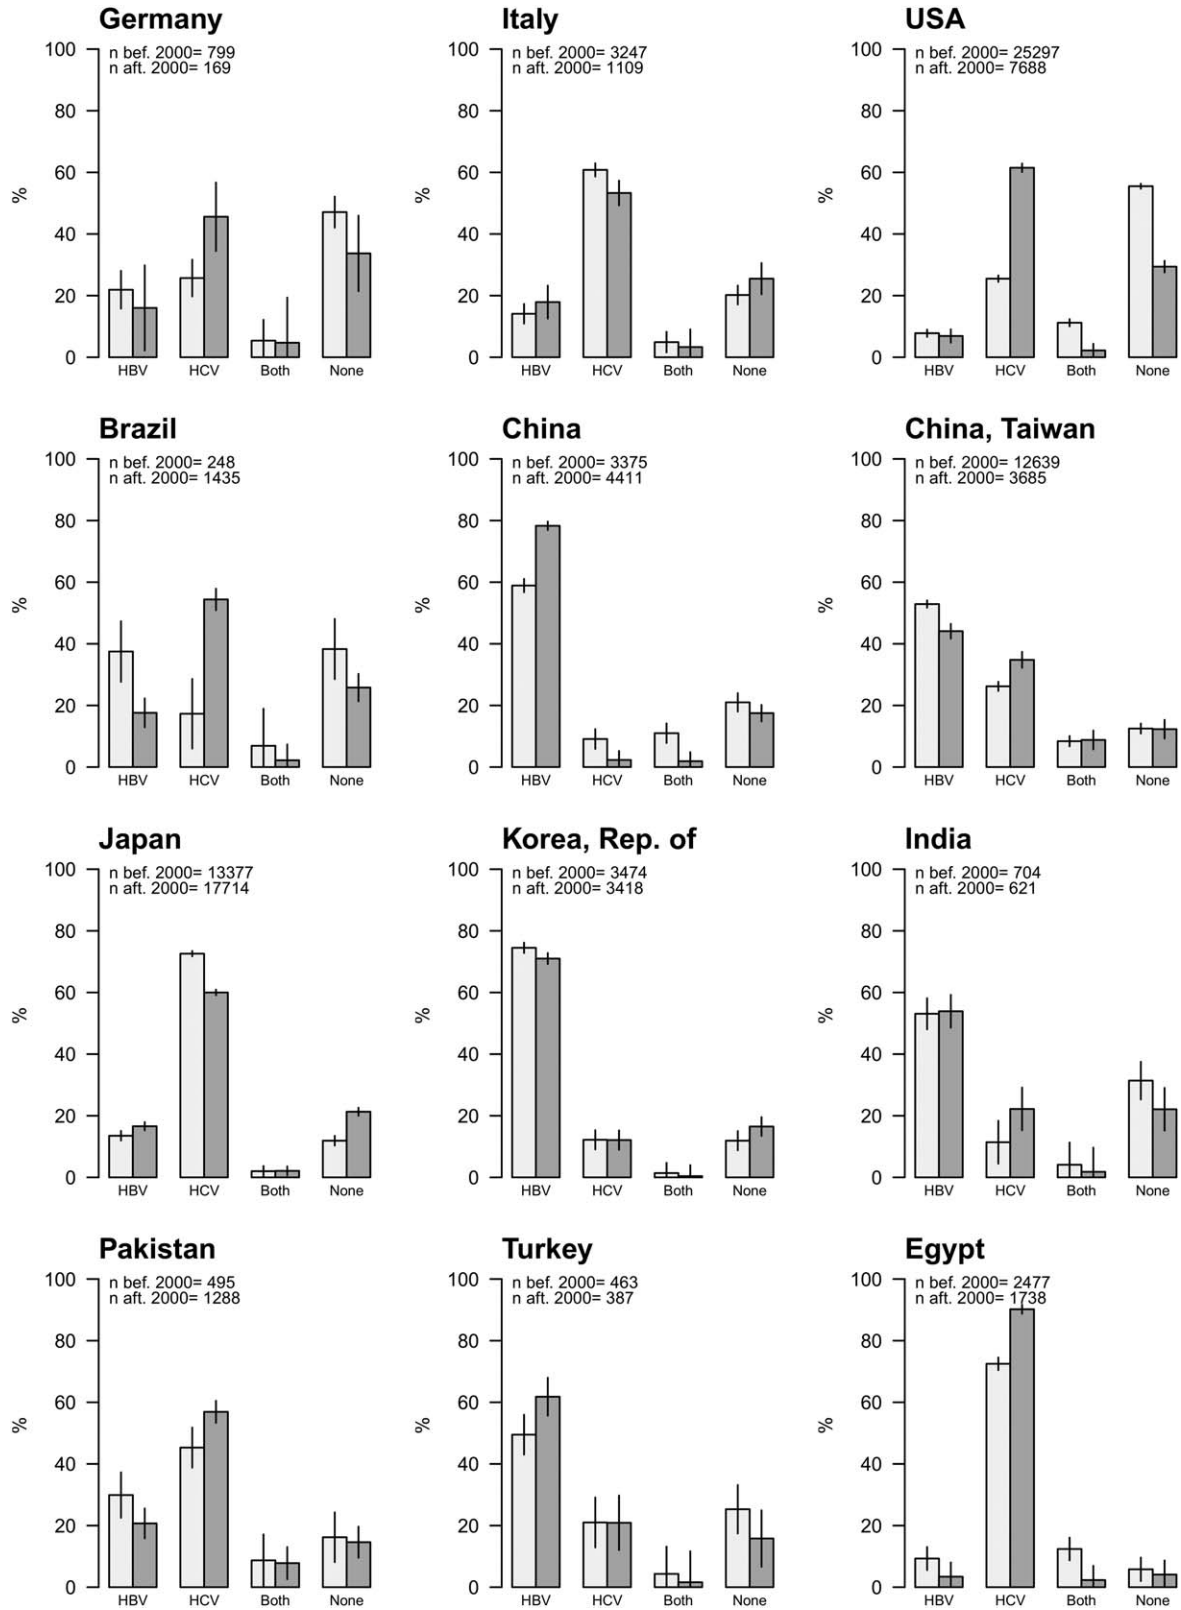 Germany
n bef. 2000= 799
n aft. 2000= 169
%
100
80
60
40
20
0
HBV HCV Both None
Italy
n bef. 2000= 3247
n aft. 2000= 1109
%
100
80
60
40
20
0
HBV HCV Both None
USA
n bef. 2000= 25297
n aft. 2000= 7688
%
100
80
60
40
20
0
HBV HCV Both None
Brazil
n bef. 2000= 248
n aft. 2000= 1435
%
100
80
60
40
20
0
HBV HCV Both None
China
n bef. 2000= 3375
n aft. 2000= 4411
%
100
80
60
40
20
0
HBV HCV Both None
China, Taiwan
n bef. 2000= 12639
n aft. 2000= 3685
%
100
80
60
40
20
0
HBV HCV Both None
Japan
n bef. 2000= 13377
n aft. 2000= 17714
%
100
80
60
40
20
0
HBV HCV Both None
Korea, Rep. of
n bef. 2000= 3474
n aft. 2000= 3418
%
100
80
60
40
20
0
HBV HCV Both None
India
n bef. 2000= 704
n aft. 2000= 621
%
100
80
60
40
20
0
HBV HCV Both None
Pakistan
n bef. 2000= 495
n aft. 2000= 1288
%
100
80
60
40
20
0
HBV HCV Both None
Turkey
n bef. 2000= 463
n aft. 2000= 387
%
100
80
60
40
20
0
HBV HCV Both None
Egypt
n bef. 2000= 2477
n aft. 2000= 1738
%
100
80
60
40
20
0
HBV HCV Both None